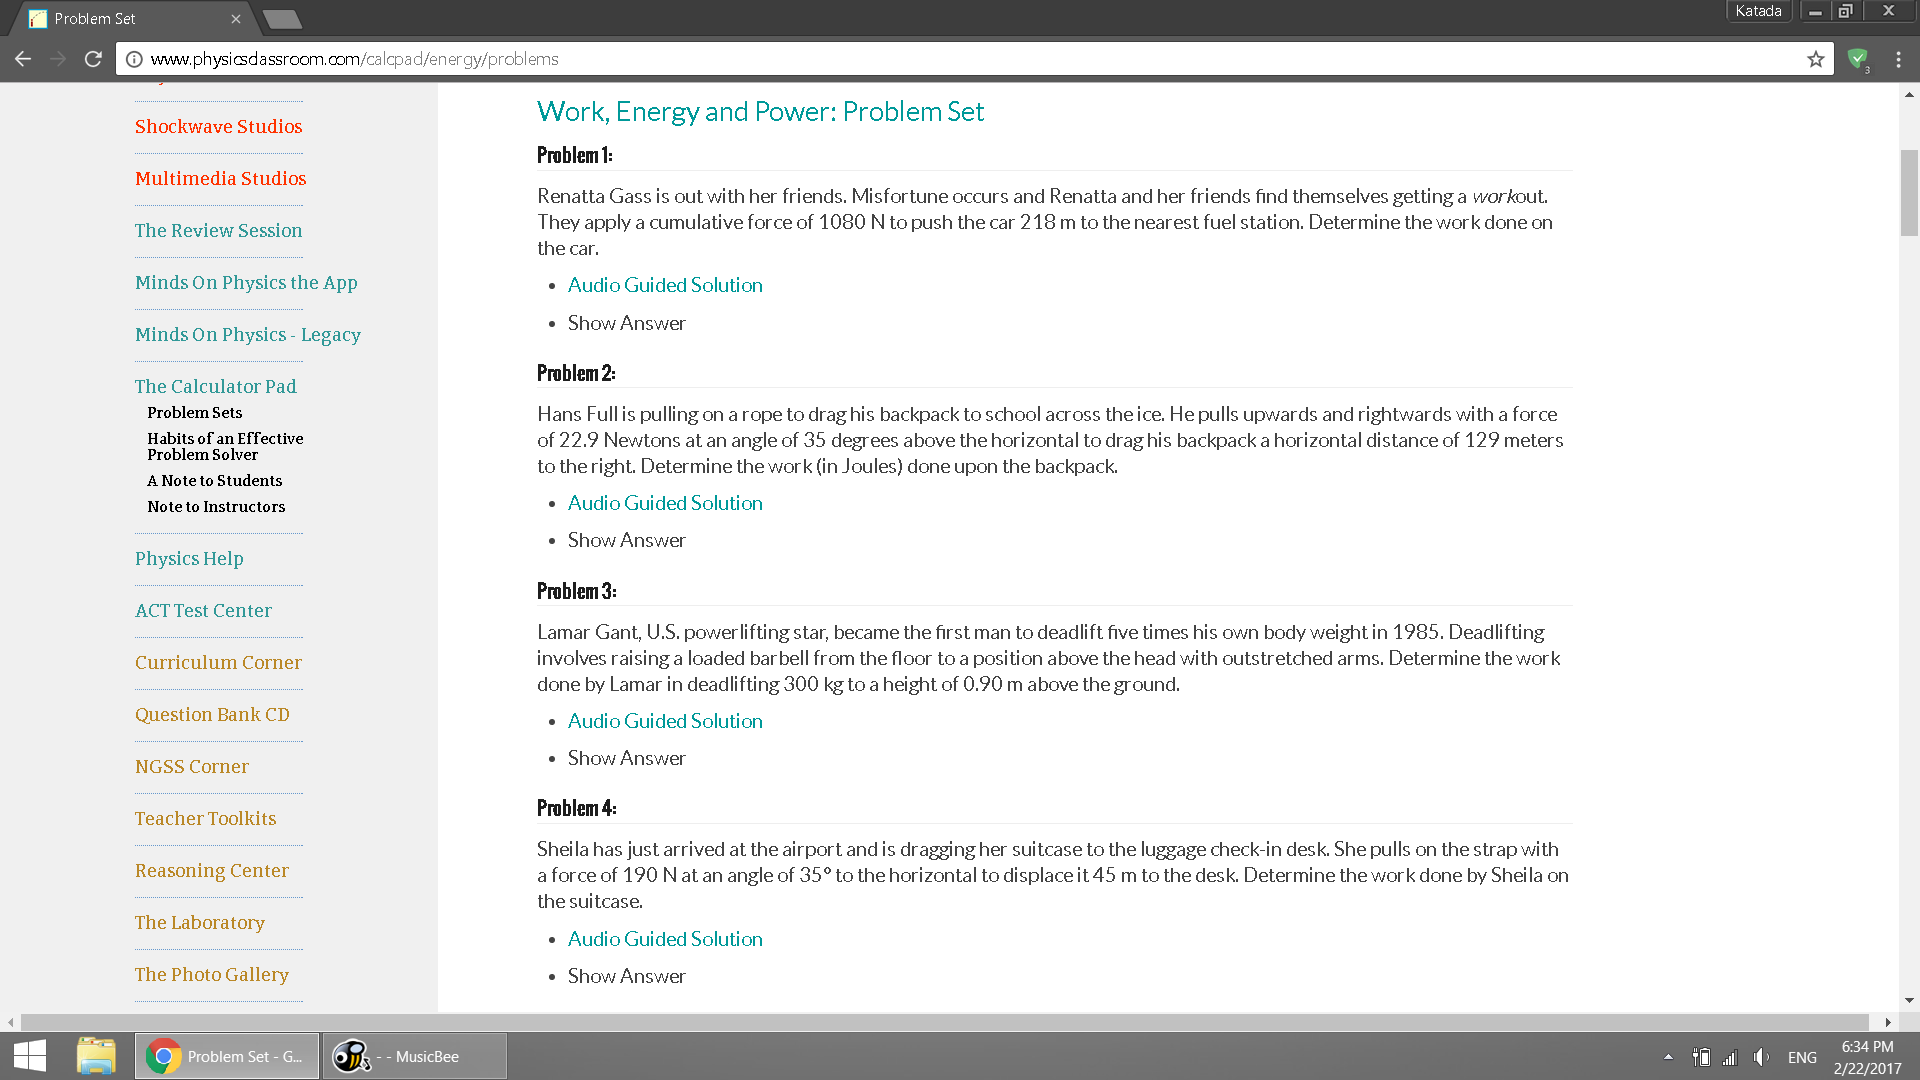 Problem Set
Katada
www.physicsclassroom.com/calcpad/energy/problems
3
Shockwave Studios
Multimedia Studios
The Review Session
Minds On Physics the App
Minds On Physics - Legacy
The Calculator Pad
Problem Sets
Habits of an Effective
Problem Solver
A Note to Students
Note to Instructors
Physics Help
ACT Test Center
Curriculum Corner
Question Bank CD
NGSS Corner
Teacher Toolkits
Reasoning Center
The Laboratory
The Photo Gallery
Work, Energy and Power: Problem Set
Problem 1:
Renatta Gass is out with her friends. Misfortune occurs and Renatta and her friends find themselves getting a workout.
They apply a cumulative force of 1080 N to push the car 218 m to the nearest fuel station. Determine the work done on
the car.
• Audio Guided Solution
• Show Answer
Problem 2:
Hans Full is pulling on a rope to drag his backpack to school across the ice. He pulls upwards and rightwards with a force
of 22.9 Newtons at an angle of 35 degrees above the horizontal to drag his backpack a horizontal distance of 129 meters
to the right. Determine the work (in Joules) done upon the backpack.
• Audio Guided Solution
• Show Answer
Problem 3:
Lamar Gant, U.S. powerlifting star, became the first man to deadlift five times his own body weight in 1985. Deadlifting
involves raising a loaded barbell from the floor to a position above the head with outstretched arms. Determine the work
done by Lamar in deadlifting 300 kg to a height of 0.90 m above the ground.
• Audio Guided Solution
• Show Answer
Problem 4:
Sheila has just arrived at the airport and is dragging her suitcase to the luggage check-in desk. She pulls on the strap with
a force of 190 N at an angle of 35° to the horizontal to displace it 45 m to the desk. Determine the work done by Sheila on
the suitcase.
• Audio Guided Solution
• Show Answer
Problem Set - G...
- - MusicBee
ENG
6:34 PM
2/22/2017